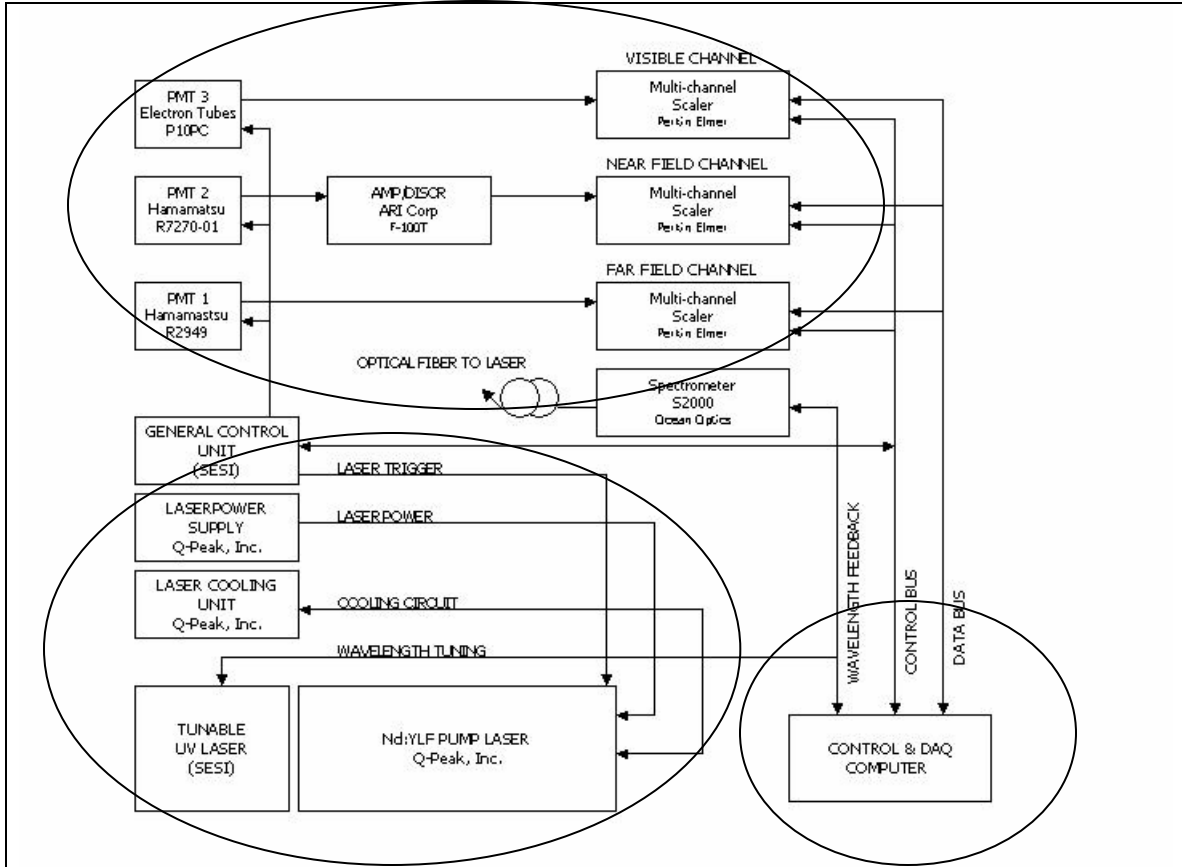 VISIBLE CHANNEL
PMT 3
Electron Tubes
P10PC
Multi-channel
Scaler
Perkin Elmer
NEAR FIELD CHANNEL
PMT 2
Hamamatsu
R7270-01
AMP/DISCR
ARI Corp
F-100T
Multi-channel
Scaler
Perkin Elmer
FAR FIELD CHANNEL
PMT 1
Hamamastsu
R2949
Multi-channel
Scaler
Perkin Elmer
OPTICAL FIBER TO LASER
Spectrometer
S2000
Ocean Optics
GENERAL CONTROL
UNIT
(SESI)
LASER TRIGGER
LASER POWER
SUPPLY
Q-Peak, Inc.
LASER POWER
LASER COOLING
UNIT
Q-Peak, Inc.
COOLING CIRCUIT
WAVELENGTH TUNING
WAVELENGTH FEEDBACK
CONTROL BUS
DATA BUS
TUNABLE
UV LASER
(SESI)
Nd:YLF PUMP LASER
Q-Peak, Inc.
CONTROL & DAQ
COMPUTER